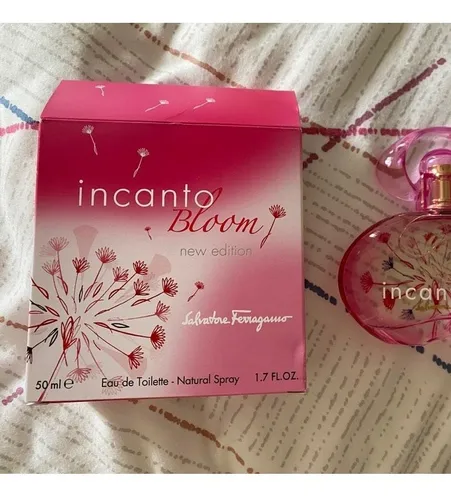 incanto
Bloom
new edition
Salvatore Ferragamo
50 ml ℮ Eau de Toilette - Natural Spray 1.7 FL.OZ.
incan